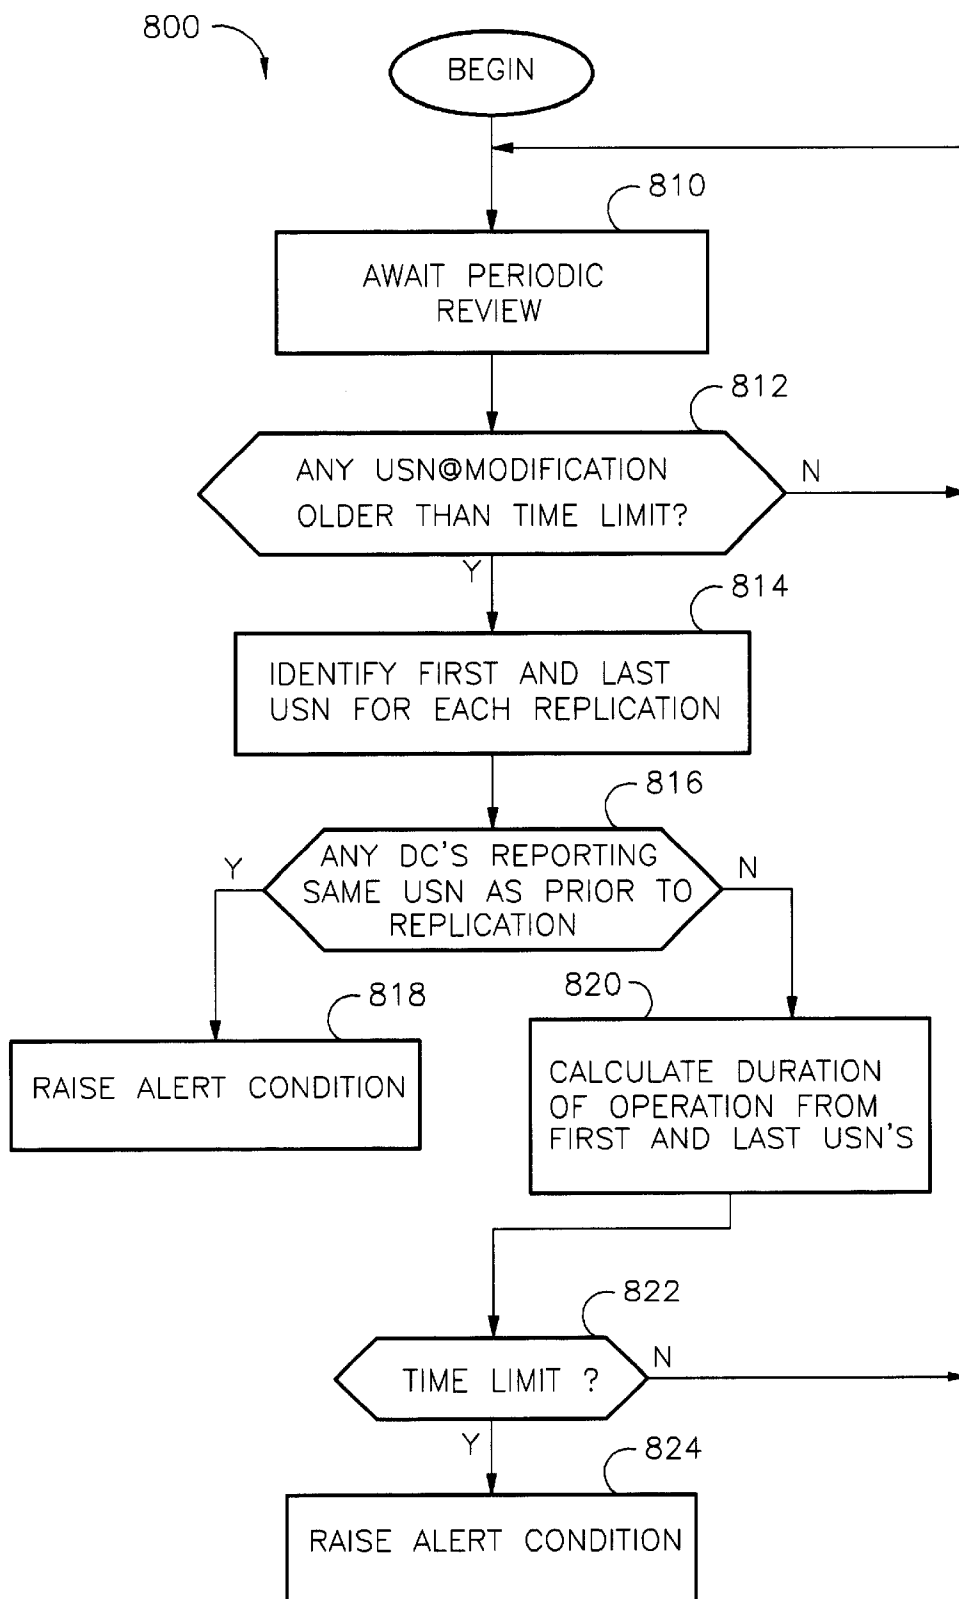 800
BEGIN
810
AWAIT PERIODIC
REVIEW
812
ANY USN@MODIFICATION
OLDER THAN TIME LIMIT?
N
Y
814
IDENTIFY FIRST AND LAST
USN FOR EACH REPLICATION
816
ANY DC'S REPORTING
SAME USN AS PRIOR TO
REPLICATION
Y
N
818
RAISE ALERT CONDITION
820
CALCULATE DURATION
OF OPERATION FROM
FIRST AND LAST USN'S
822
TIME LIMIT ?
N
Y
824
RAISE ALERT CONDITION